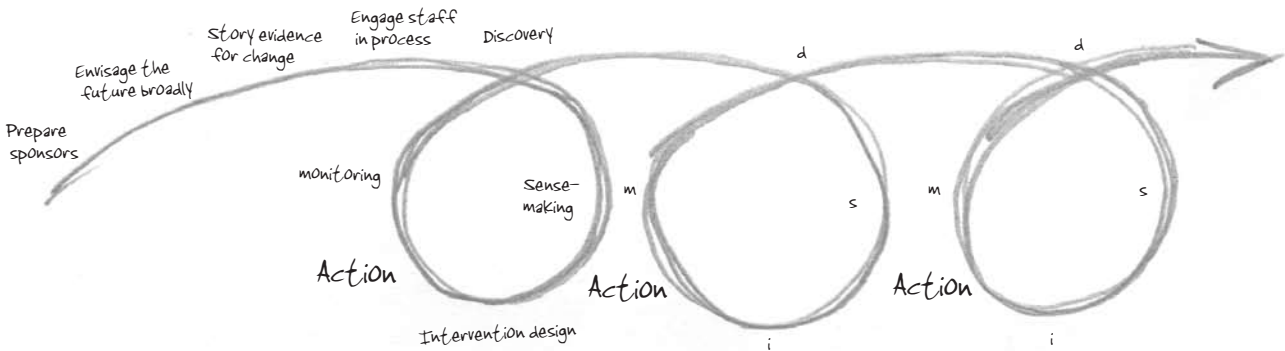 Prepare
sponsors
Envisage the
future broadly
Story evidence
for change
Engage staff
in process
Discovery
Sense-
making
Intervention design
Action
monitoring
d
s
i
Action
m
d
s
i
Action
m